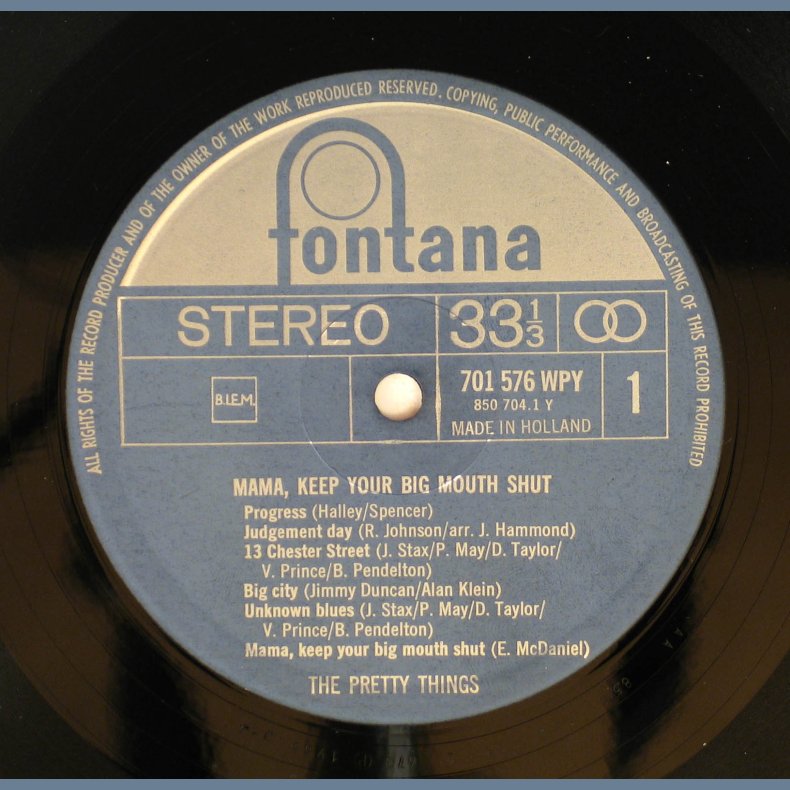 ALL RIGHTS OF THE RECORD PRODUCER AND OF THE OWNER OF THE WORK REPRODUCED RESERVED. COPYING, PUBLIC PERFORMANCE AND BROADCASTING OF THIS RECORD PROHIBITED
fontana
STEREO 33 1/3
B.I.E.M. 701 576 WPY 1
850 704.1 Y
MADE IN HOLLAND
MAMA, KEEP YOUR BIG MOUTH SHUT
Progress (Halley/Spencer)
Judgement day (R. Johnson/arr. J. Hammond)
13 Chester Street (J. Stax/P. May/D. Taylor/
V. Prince/B. Pendelton)
Big city (Jimmy Duncan/Alan Klein)
Unknown blues (J. Stax/P. May/D. Taylor/
V. Prince/B. Pendelton)
Mama, keep your big mouth shut (E. McDaniel)
THE PRETTY THINGS